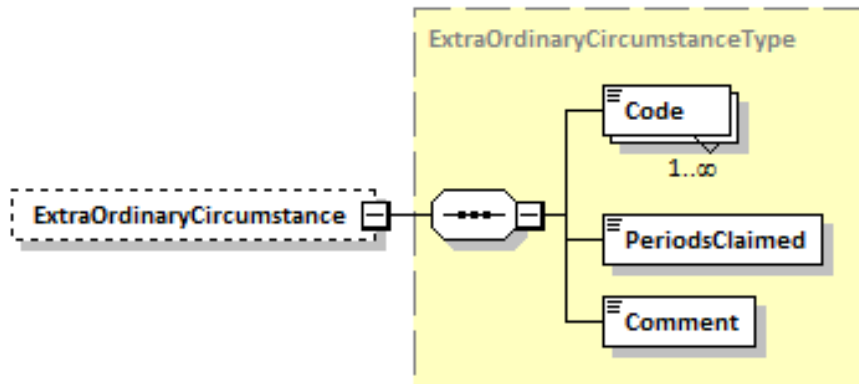 ExtraOrdinaryCircumstanceType
Code
1..∞
ExtraOrdinaryCircumstance
PeriodsClaimed
Comment